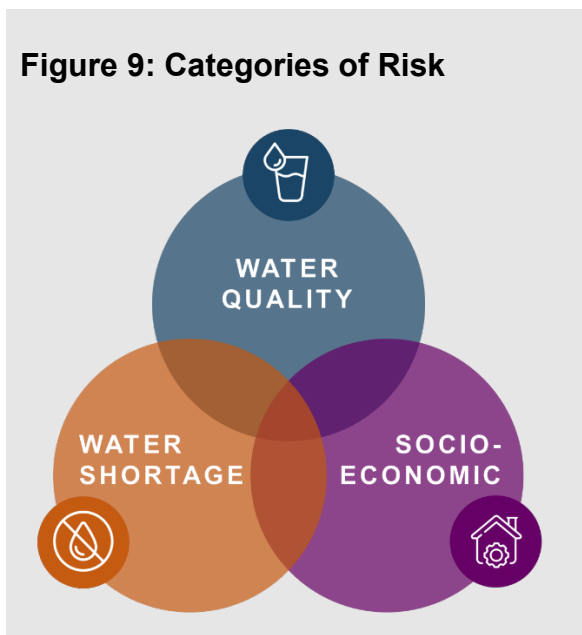 Figure 9: Categories of Risk
WATER
QUALITY
WATER
SHORTAGE
SOCIO-
ECONOMIC